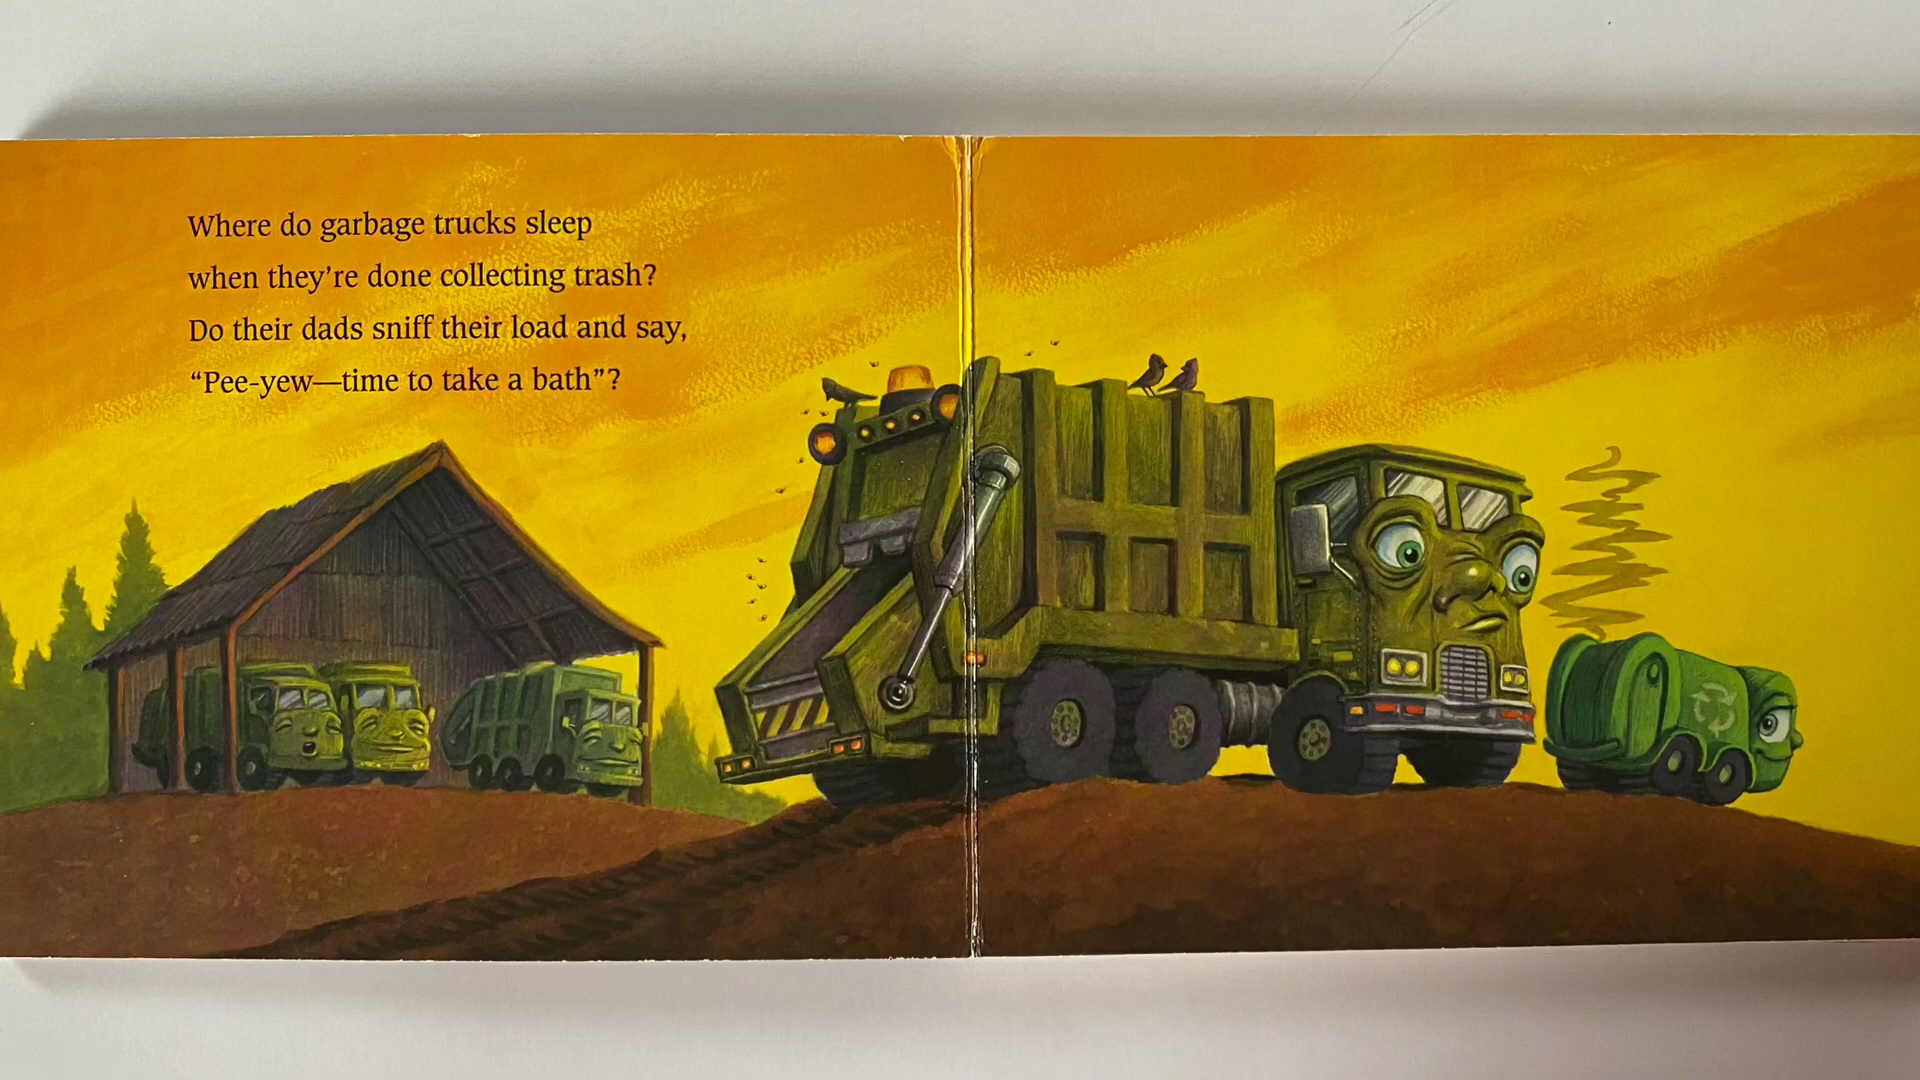 Where do garbage trucks sleep
when they're done collecting trash?
Do their dads sniff their load and say,
“Pee-yew—time to take a bath”?